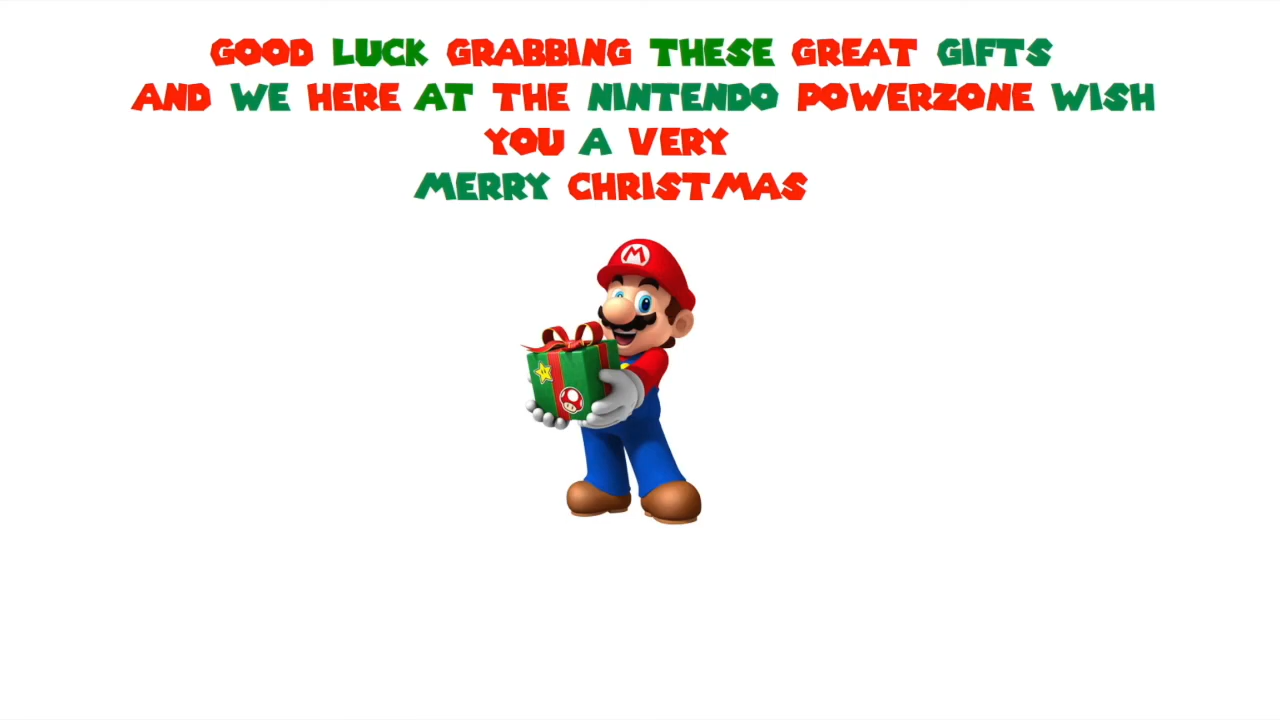 GOOD LUCK GRABBING THESE GREAT GIFTS
AND WE HERE AT THE NINTENDO POWERZONE WISH
YOU A VERY
MERRY CHRISTMAS
M